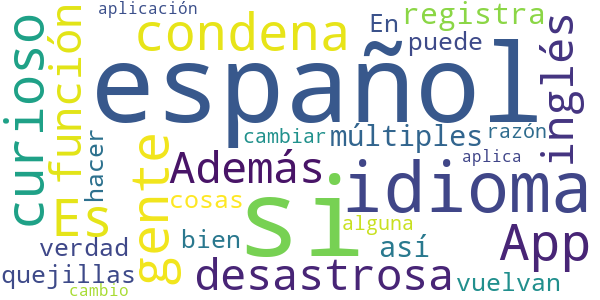 aplicación
condena
En
registra
puede
español
curioso
función
inglés
hacer
cambiar
múltiples
razón
Además
gente
si
idioma
aplica
cosas
Es
alguna
App
verdad
bien
así
quejillas
desastrosa
vuelvan
cambio